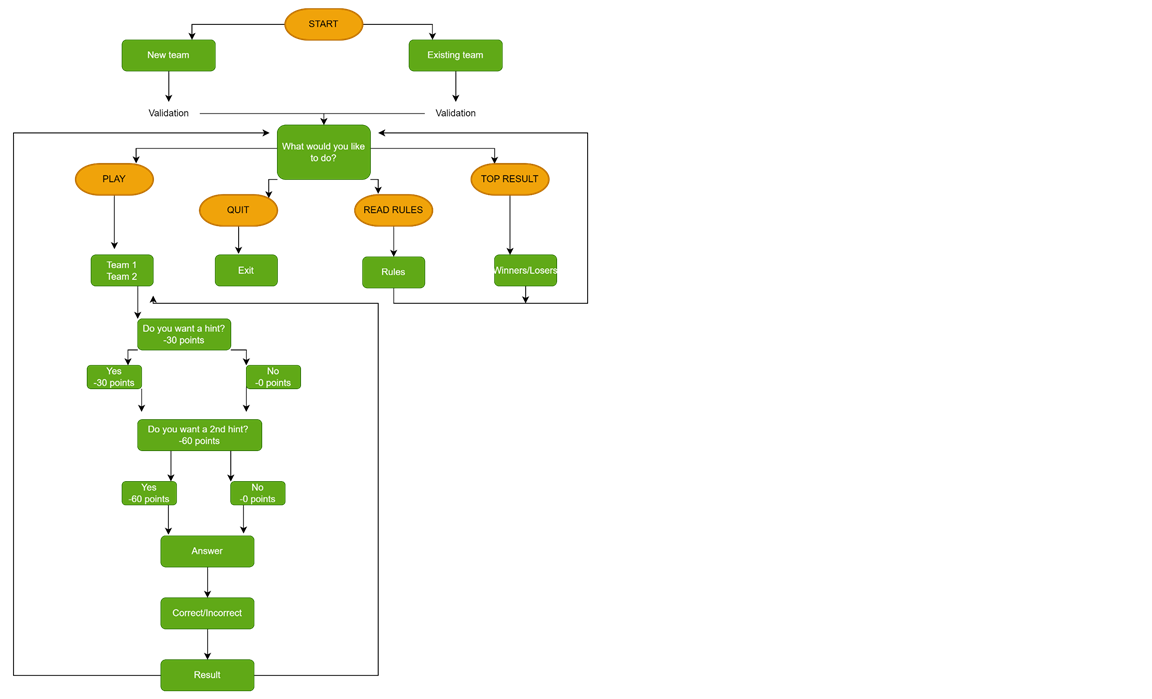 START
New team
Existing team
Validation
Validation
What would you like
to do?
PLAY
TOP RESULT
QUIT
READ RULES
Team 1
Team 2
Exit
Rules
Winners/Losers
Do you want a hint?
-30 points
Yes
-30 points
No
-0 points
Do you want a 2nd hint?
-60 points
Yes
-60 points
No
-0 points
Answer
Correct/Incorrect
Result